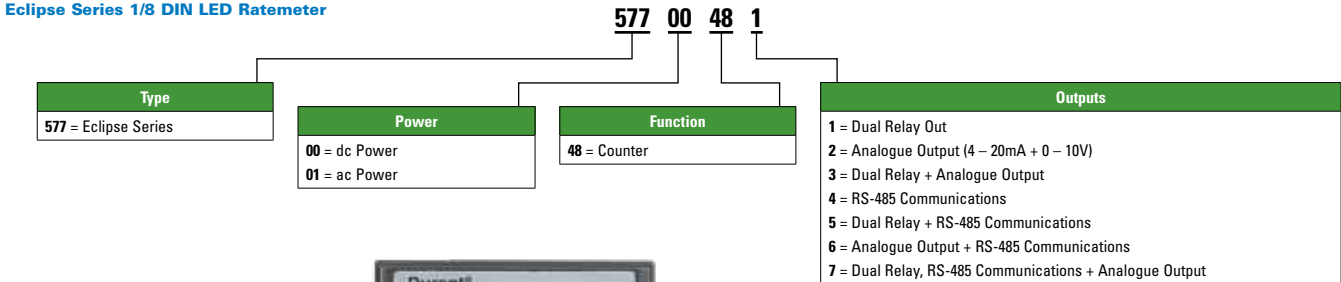 Eclipse Series 1/8 DIN LED Ratemeter
577 00 48 1
Type
577 = Eclipse Series
Power
00 = dc Power
01 = ac Power
Function
48 = Counter
Outputs
1 = Dual Relay Out
2 = Analogue Output (4 – 20mA + 0 – 10V)
3 = Dual Relay + Analogue Output
4 = RS-485 Communications
5 = Dual Relay + RS-485 Communications
6 = Analogue Output + RS-485 Communications
7 = Dual Relay, RS-485 Communications + Analogue Output